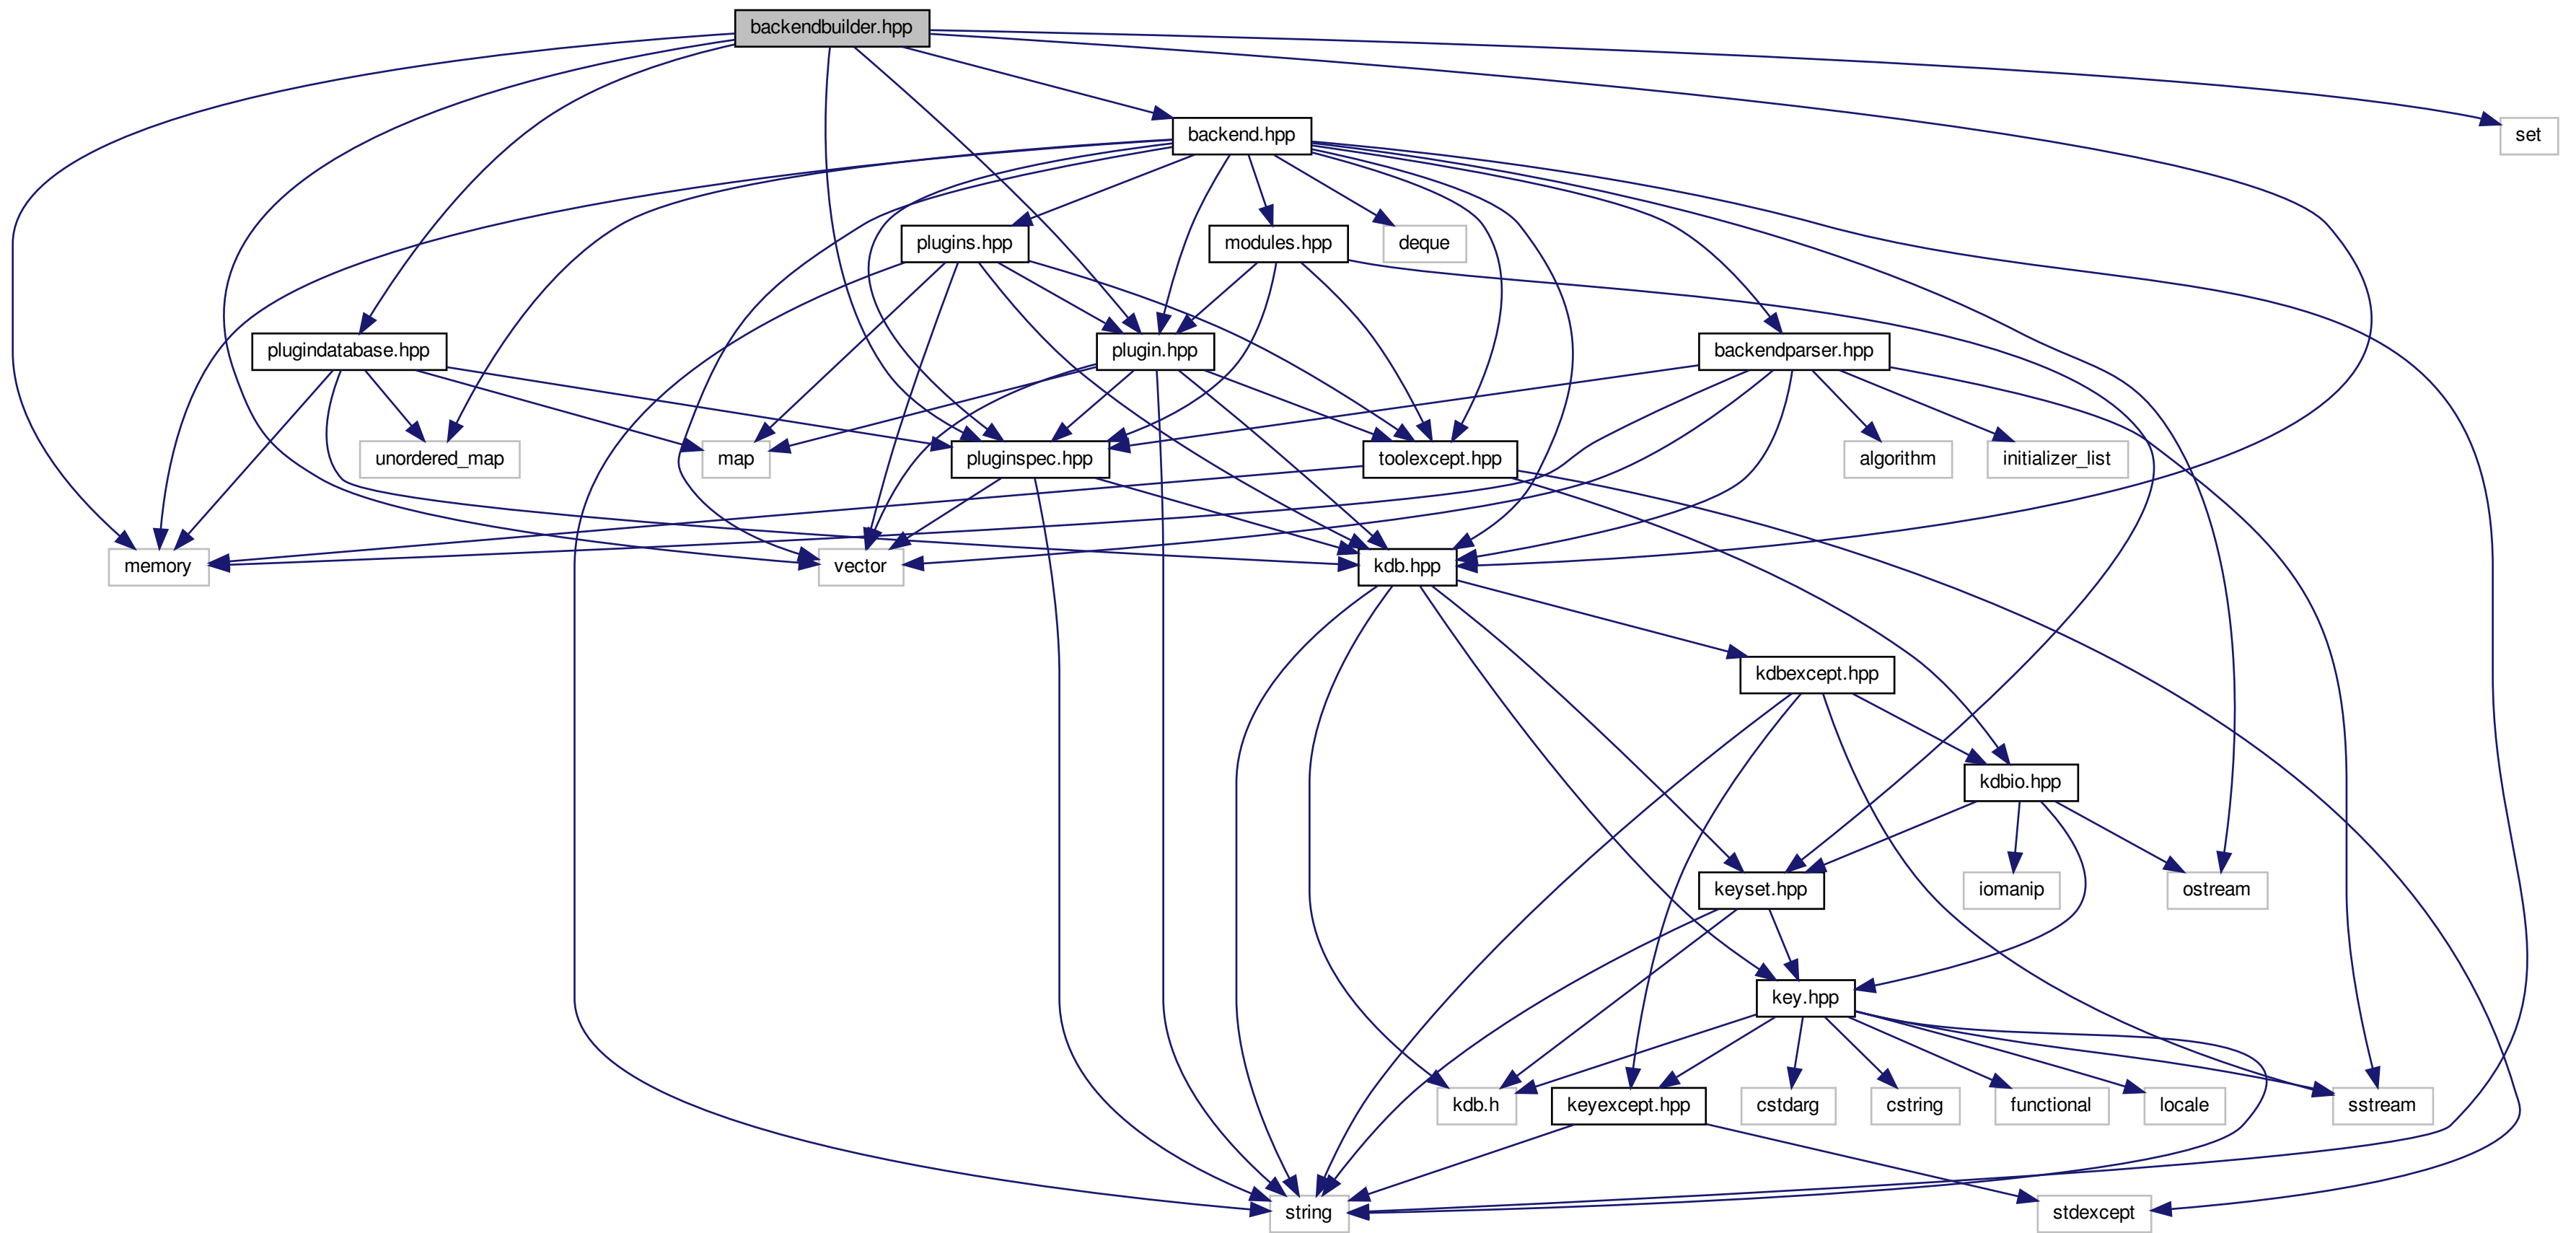 backendbuilder.hpp
backend.hpp
set
plugins.hpp
modules.hpp
deque
plugindatabase.hpp
plugin.hpp
backendparser.hpp
unordered_map
map
pluginspec.hpp
toolexcept.hpp
algorithm
initializer_list
memory
vector
kdb.hpp
kdbexcept.hpp
kdbio.hpp
keyset.hpp
iomanip
ostream
key.hpp
kdb.h
keyexcept.hpp
cstdarg
cstring
functional
locale
sstream
string
stdexcept